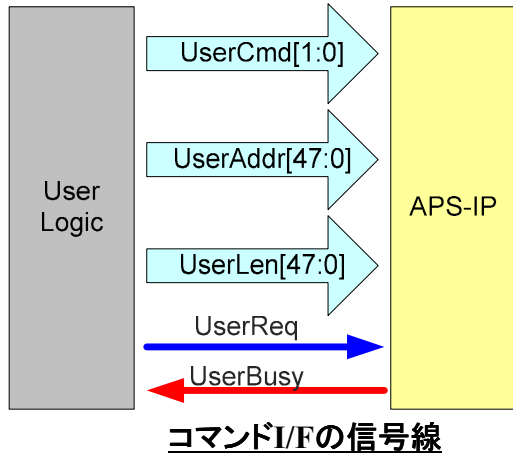 UserCmd[1:0]
UserAddr[47:0]
User
Logic
APS-IP
UserLen[47:0]
UserReq
UserBusy
コマンドI/Fの信号線